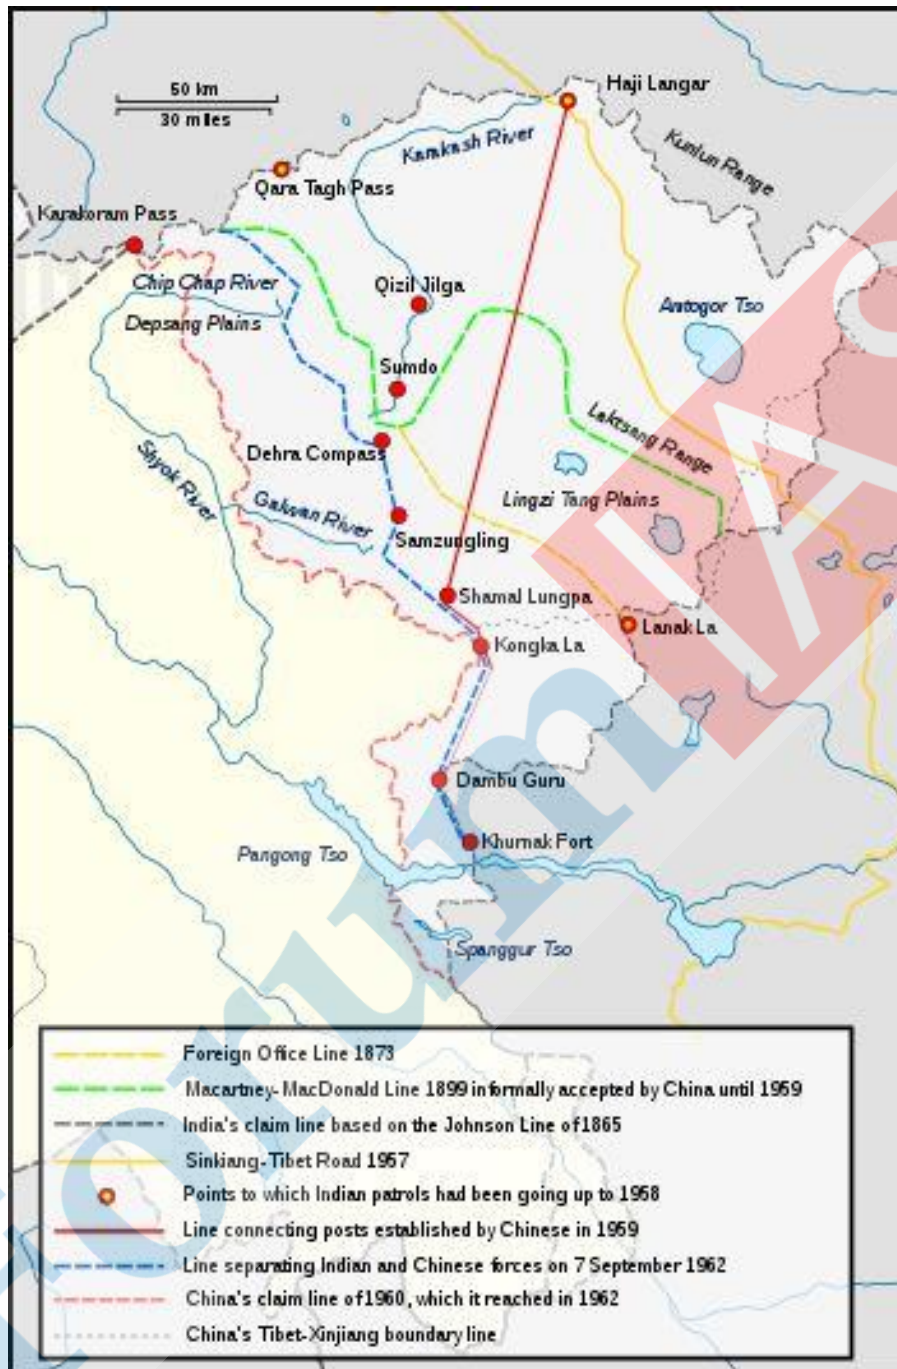 50 km
30 miles
Haji Langar
Karakash River
Kunlun Range
Qara Tagh Pass
Karakoram Pass
Chip Chap River
Qizil Jilga
Depsang Plains
Amtogor Tso
Sumdo
Laktsang Range
Dehra Compass
Shyok River
Galwan River
Lingzi Tang Plains
Samzungling
Shamal Lungpa
Lanak La
Kongka La
Dambu Guru
Khurnak Fort
Pangong Tso
Spanggur Tso
Foreign Office Line 1873
Macartney-MacDonald Line 1899 informally accepted by China until 1959
India's claim line based on the Johnson Line of 1865
Sinkiang-Tibet Road 1957
Points to which Indian patrols had been going up to 1958
Line connecting posts established by Chinese in 1959
Line separating Indian and Chinese forces on 7 September 1962
China's claim line of 1960, which it reached in 1962
China's Tibet-Xinjiang boundary line
forumIAS